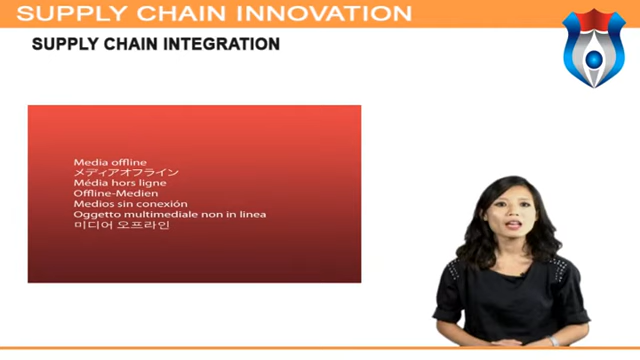 SUPPLY CHAIN INNOVATION
SUPPLY CHAIN INTEGRATION
Media offline
メディアオフライン
Média hors ligne
Offline-Medien
Medios sin conexión
Oggetto multimediale non in linea
미디어 오프라인